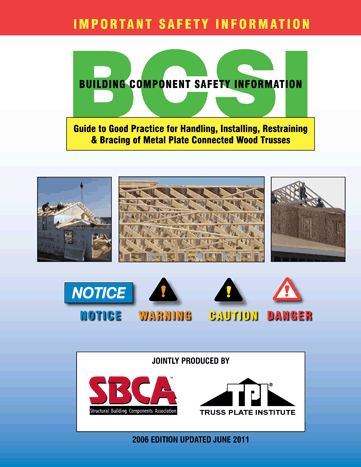 IMPORTANT SAFETY INFORMATION
BCSI
BUILDING COMPONENT SAFETY INFORMATION
Guide to Good Practice for Handling, Installing, Restraining
& Bracing of Metal Plate Connected Wood Trusses
NOTICE
! ! !
NOTICE WARNING CAUTION DANGER
JOINTLY PRODUCED BY
SBCA™
Structural Building Components Association
TPI
TRUSS PLATE INSTITUTE
2006 EDITION UPDATED JUNE 2011